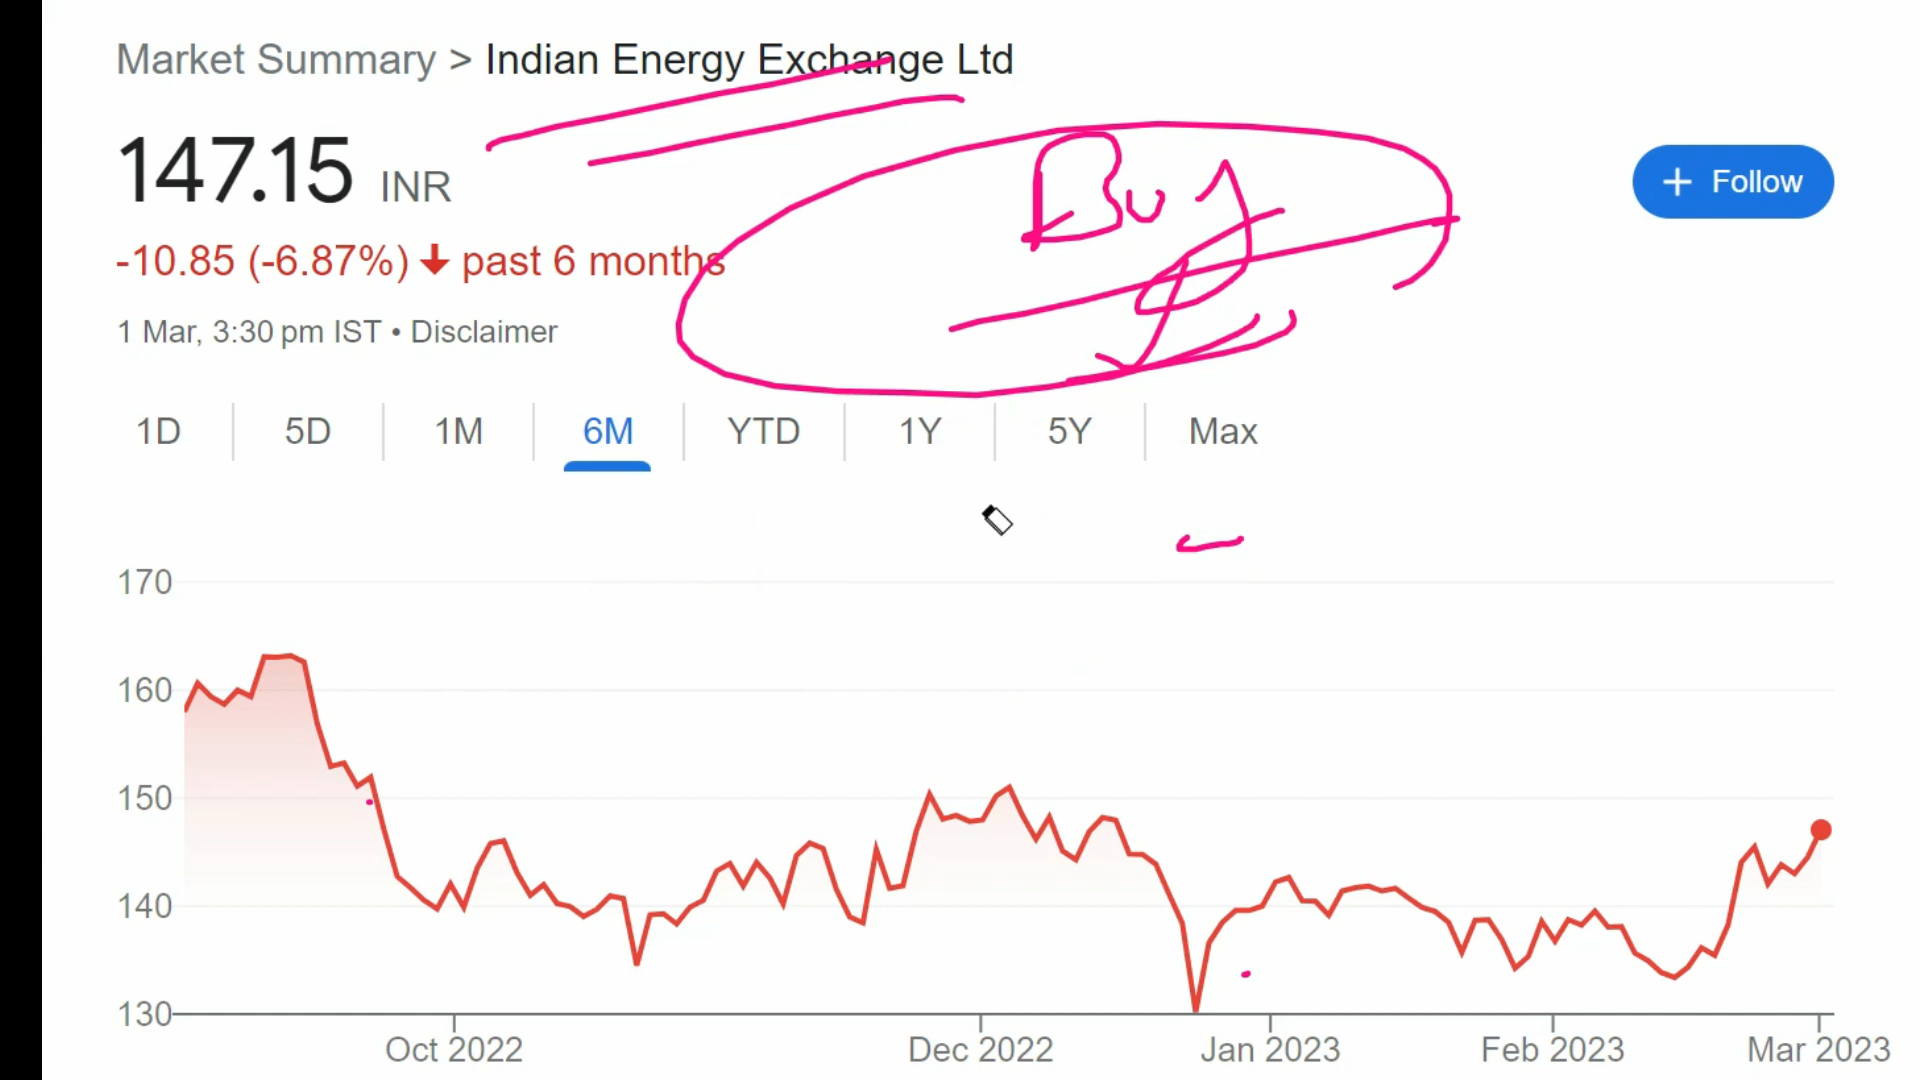 Market Summary > Indian Energy Exchange Ltd
147.15 INR
Buy
+ Follow
-10.85 (-6.87%) ↓ past 6 months
1 Mar, 3:30 pm IST • Disclaimer
1D 5D 1M 6M YTD 1Y 5Y Max
170
160
150
140
130
Oct 2022 Dec 2022 Jan 2023 Feb 2023 Mar 2023